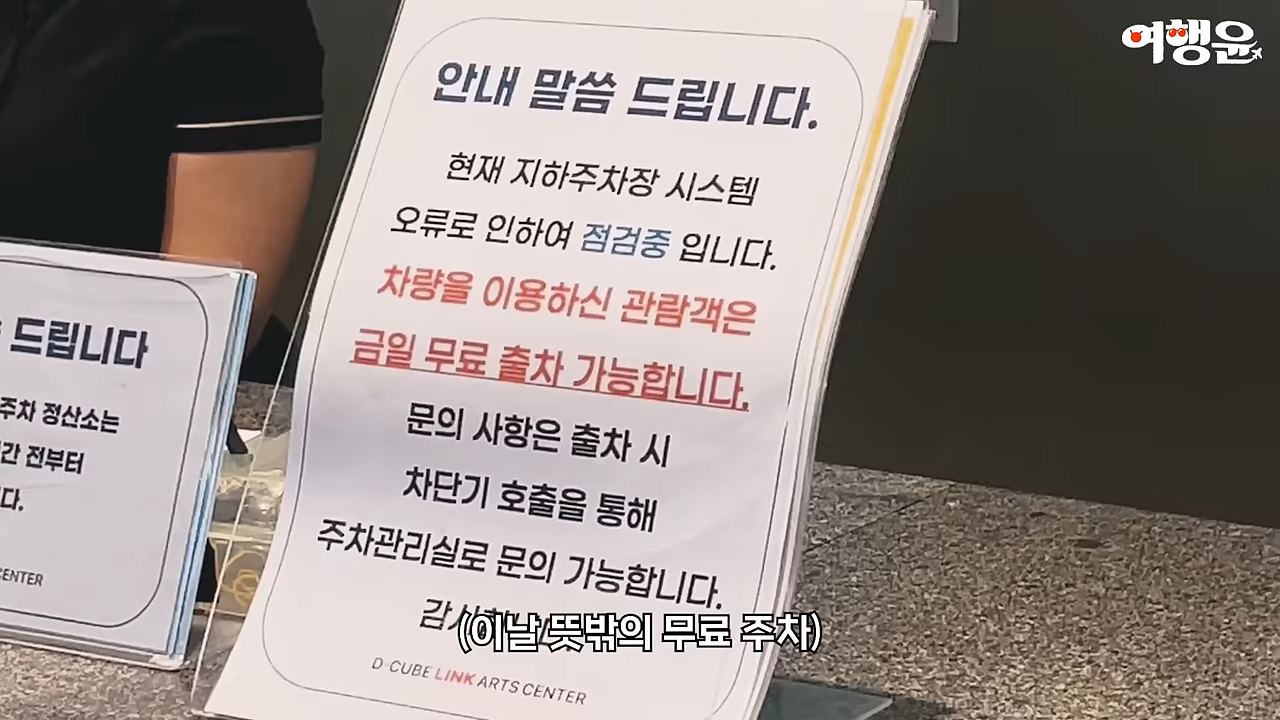 여행윤
안내 말씀 드립니다.
현재 지하주차장 시스템
오류로 인하여 점검중 입니다.
차량을 이용하신 관람객은
금일 무료 출차 가능합니다.
문의 사항은 출차 시
차단기 호출을 통해
주차관리실로 문의 가능합니다.
(이날 뜻밖의 무료 주차)
D·CUBE LINK ARTS CENTER
드립니다
주차 정산소는
전부터
CENTER